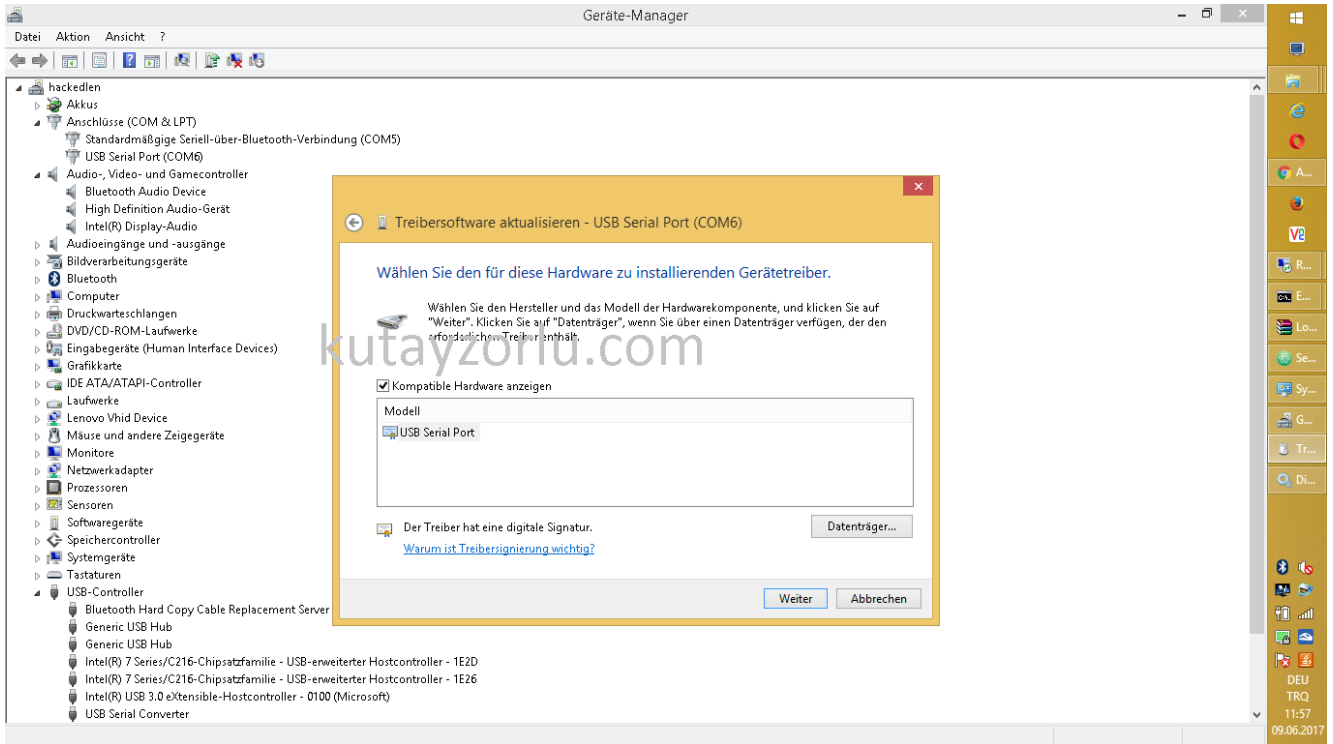 Geräte-Manager
Datei Aktion Ansicht ?
hackedlen
Akkus
Anschlüsse (COM & LPT)
Standardmäßgige Seriell-über-Bluetooth-Verbindung (COM5)
USB Serial Port (COM6)
Audio-, Video- und Gamecontroller
Bluetooth Audio Device
High Definition Audio-Gerät
Intel(R) Display-Audio
Audioeingänge und -ausgänge
Bildverarbeitungsgeräte
Bluetooth
Computer
Druckwarteschlangen
DVD/CD-ROM-Laufwerke
Eingabegeräte (Human Interface Devices)
Grafikkarte
IDE ATA/ATAPI-Controller
Laufwerke
Lenovo Vhid Device
Mäuse und andere Zeigegeräte
Monitore
Netzwerkadapter
Prozessoren
Sensoren
Softwaregeräte
Speichercontroller
Systemgeräte
Tastaturen
USB-Controller
Bluetooth Hard Copy Cable Replacement Server
Generic USB Hub
Generic USB Hub
Intel(R) 7 Series/C216-Chipsatzfamilie - USB-erweiterter Hostcontroller - 1E2D
Intel(R) 7 Series/C216-Chipsatzfamilie - USB-erweiterter Hostcontroller - 1E26
Intel(R) USB 3.0 eXtensible-Hostcontroller - 0100 (Microsoft)
USB Serial Converter
Treibersoftware aktualisieren - USB Serial Port (COM6)
Wählen Sie den für diese Hardware zu installierenden Gerätetreiber.
Wählen Sie den Hersteller und das Modell der Hardwarekomponente, und klicken Sie auf
"Weiter". Klicken Sie auf "Datenträger", wenn Sie über einen Datenträger verfügen, der den
erforderlichen Treiber enthält.
kutayzorlu.com
Kompatible Hardware anzeigen
Modell
USB Serial Port
Der Treiber hat eine digitale Signatur.
Datenträger...
Warum ist Treibersignierung wichtig?
Weiter Abbrechen
A...
V2
R...
E...
Lo...
Se...
Sy...
G...
Tr...
Di...
DEU
TRQ
11:57
09.06.2017